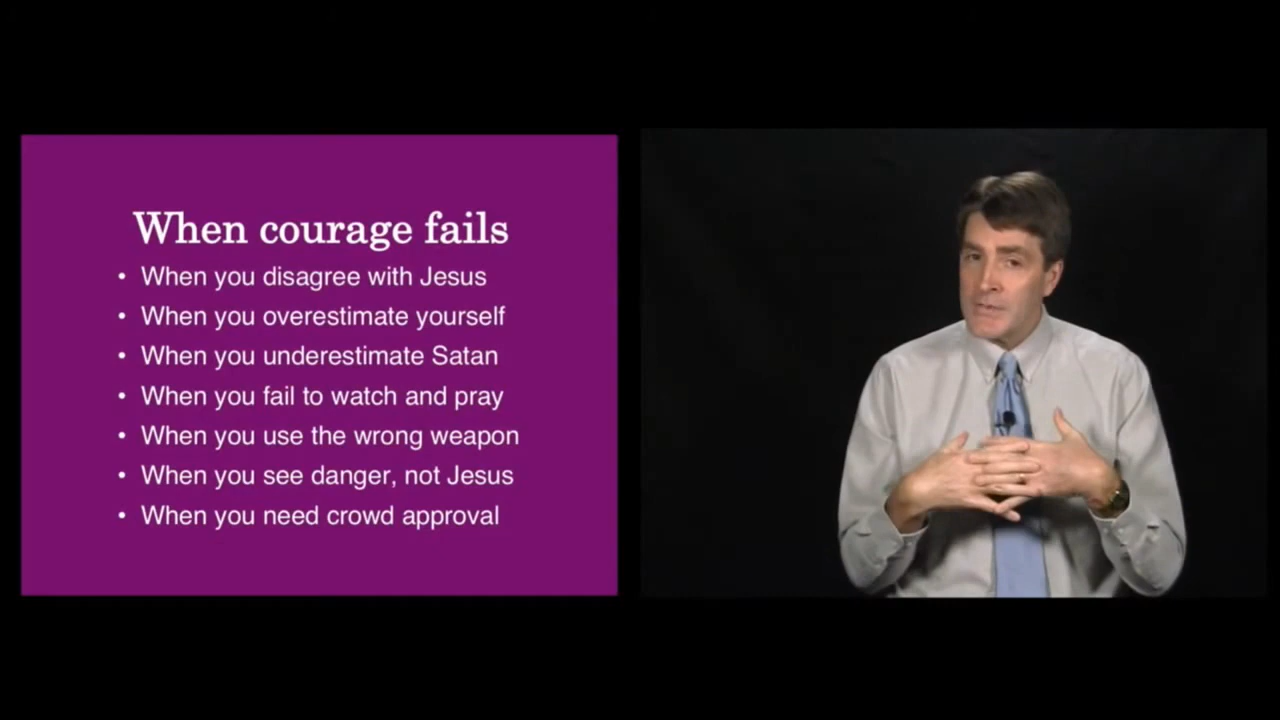 When courage fails
• When you disagree with Jesus
• When you overestimate yourself
• When you underestimate Satan
• When you fail to watch and pray
• When you use the wrong weapon
• When you see danger, not Jesus
• When you need crowd approval